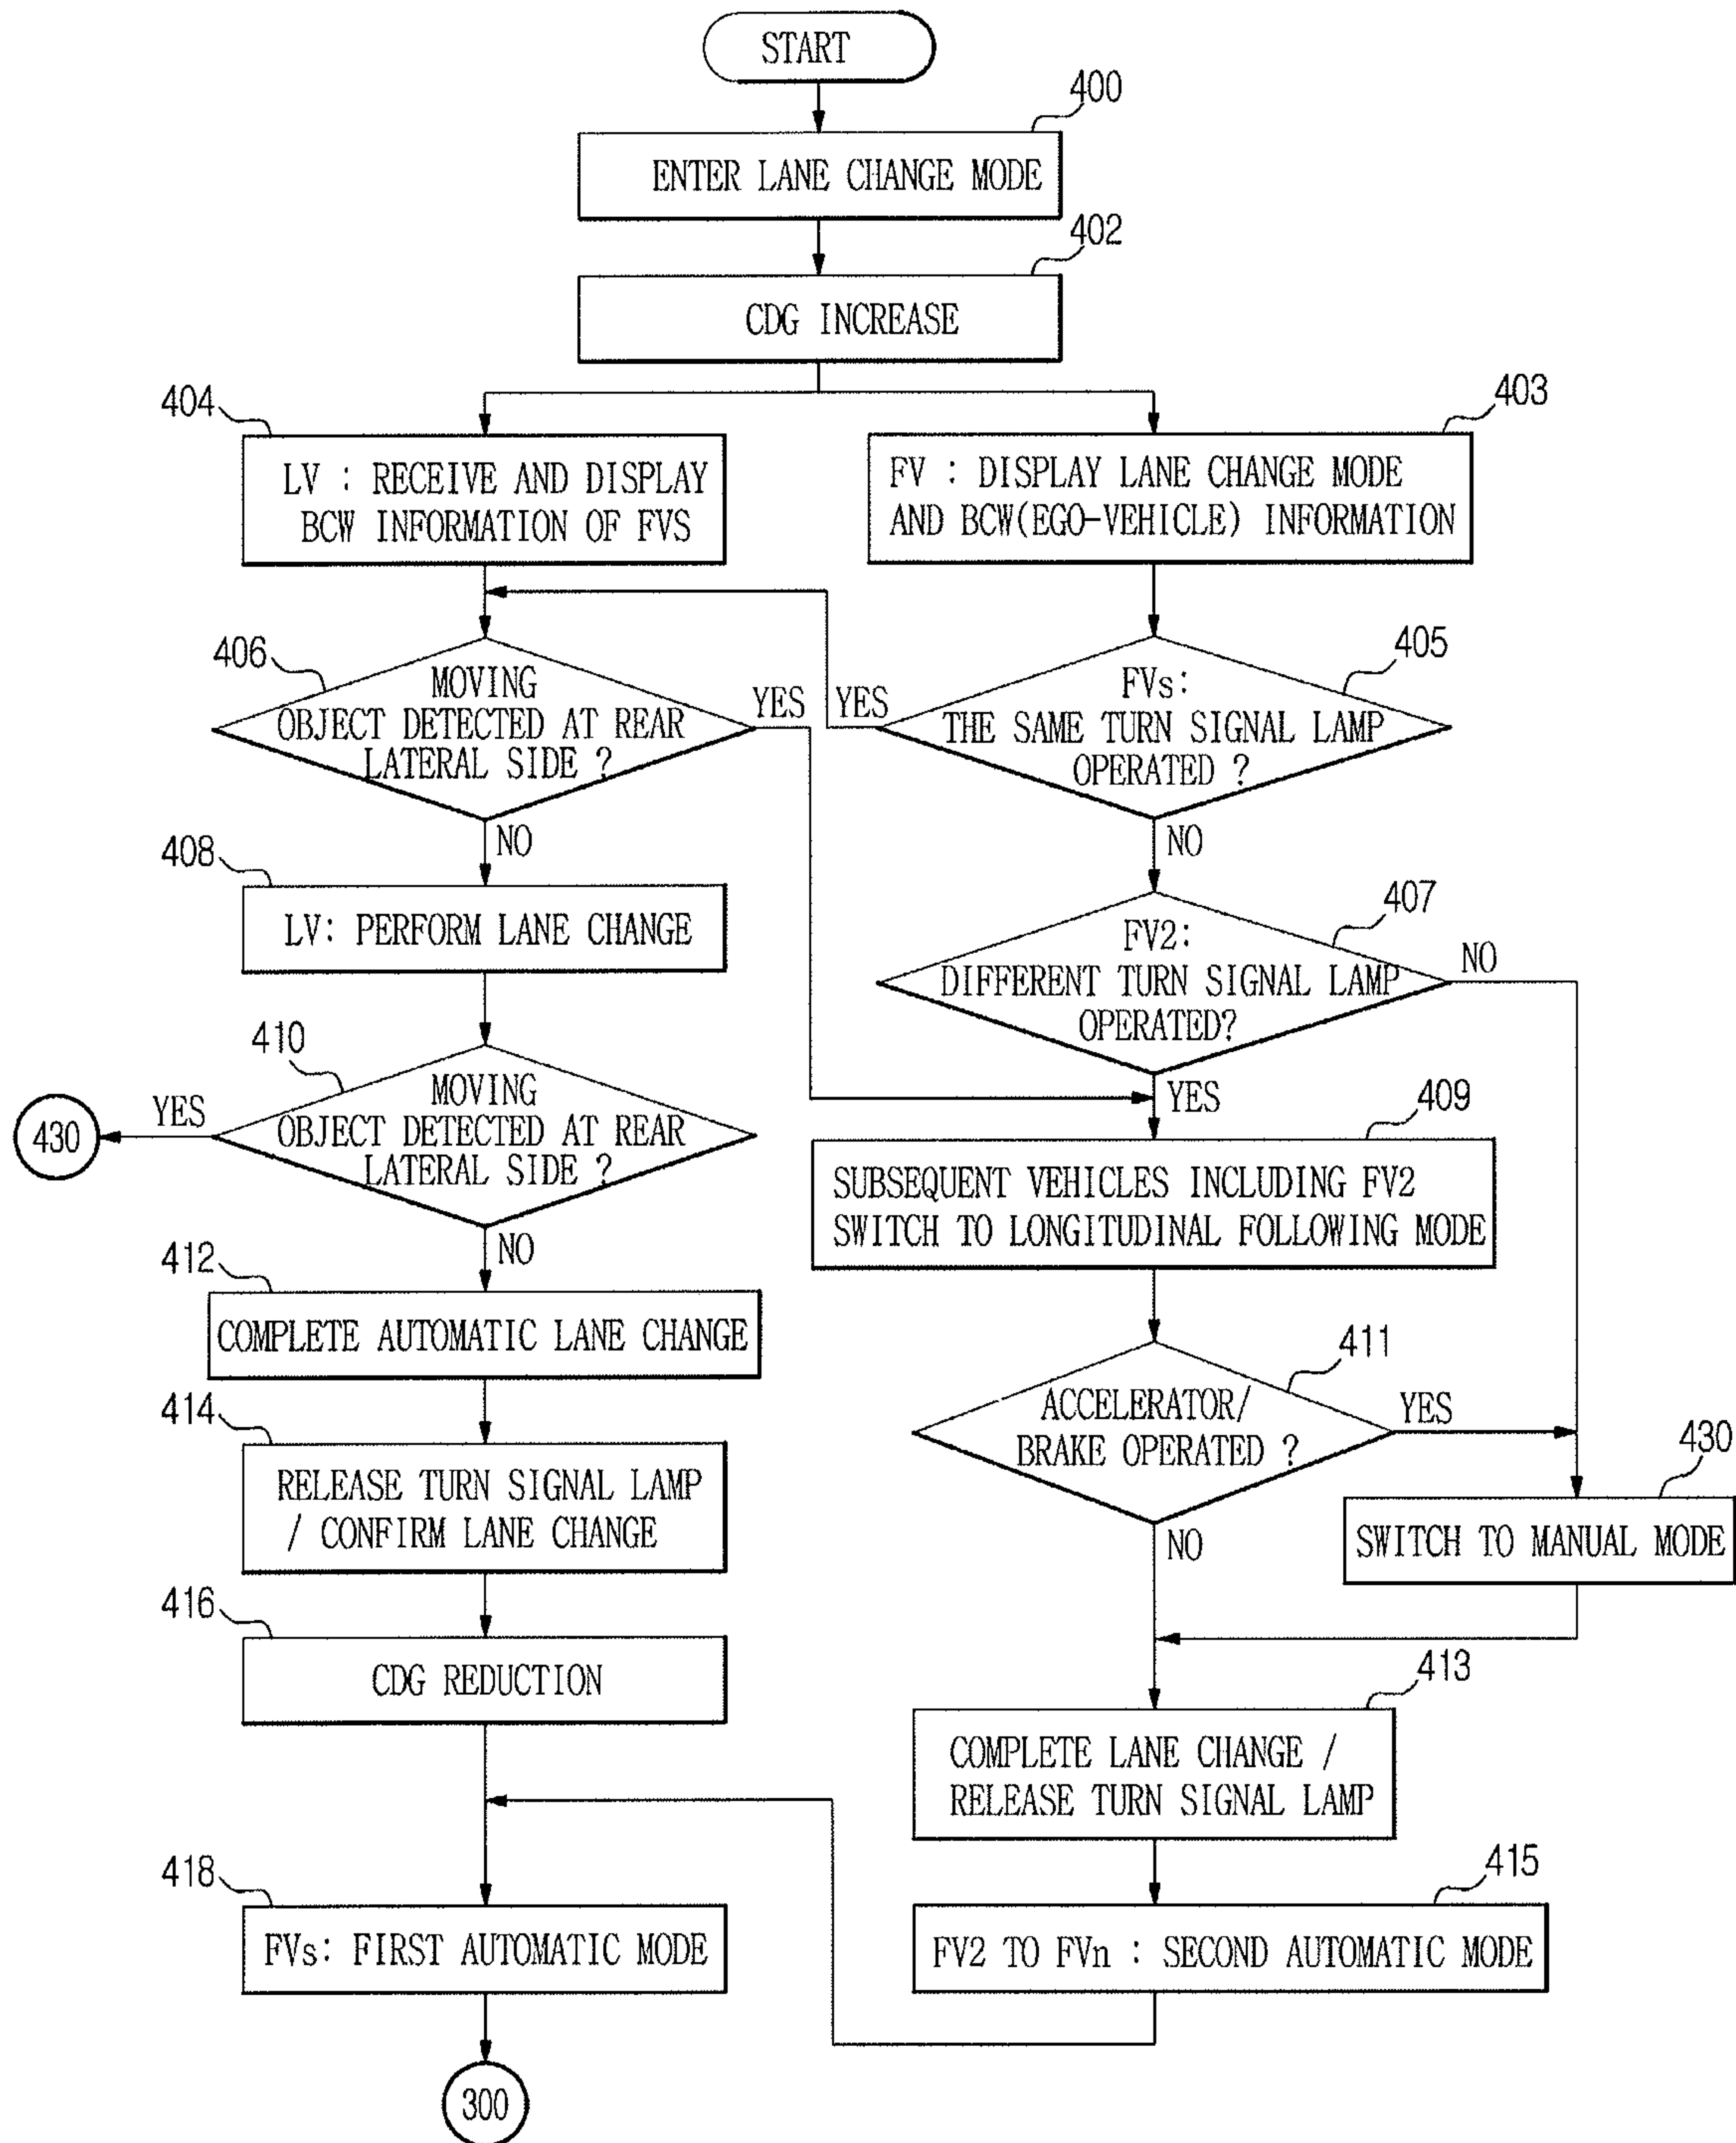 START
400
ENTER LANE CHANGE MODE
402
CDG INCREASE
404
LV : RECEIVE AND DISPLAY
BCW INFORMATION OF FVS
403
FV : DISPLAY LANE CHANGE MODE
AND BCW(EGO-VEHICLE) INFORMATION
406
MOVING
OBJECT DETECTED AT REAR
LATERAL SIDE ?
YES
NO
405
FVs:
THE SAME TURN SIGNAL LAMP
OPERATED ?
YES
NO
408
LV: PERFORM LANE CHANGE
407
FV2:
DIFFERENT TURN SIGNAL LAMP
OPERATED?
NO
YES
410
MOVING
OBJECT DETECTED AT REAR
LATERAL SIDE ?
YES
430
NO
409
SUBSEQUENT VEHICLES INCLUDING FV2
SWITCH TO LONGITUDINAL FOLLOWING MODE
412
COMPLETE AUTOMATIC LANE CHANGE
411
ACCELERATOR/
BRAKE OPERATED ?
YES
NO
414
RELEASE TURN SIGNAL LAMP
/ CONFIRM LANE CHANGE
430
SWITCH TO MANUAL MODE
416
CDG REDUCTION
413
COMPLETE LANE CHANGE /
RELEASE TURN SIGNAL LAMP
418
FVs: FIRST AUTOMATIC MODE
415
FV2 TO FVn : SECOND AUTOMATIC MODE
300